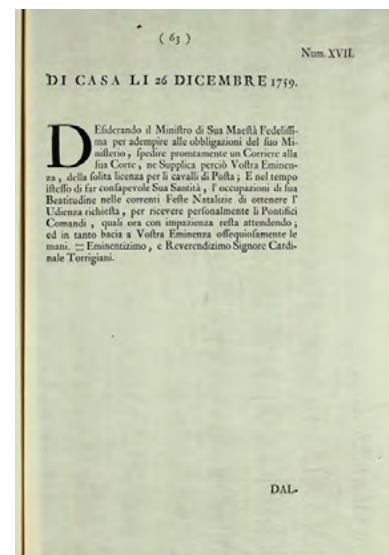 ( 63 )
Num. XVII.
DI CASA LI 26 DICEMBRE 1759.
DEſiderando il Miniſtro di Sua Maeſtà Fedeliſſi-
ma per adempire alle obbligazioni del ſuo Mi-
niſterio, ſpedire prontamente un Corriere alla
ſua Corte, ne Supplica perciò Voſtra Eminen-
za, della ſolita licenza per li cavalli di Poſta; E nel tempo
iſteſſo di far conſapevole Sua Santità, l'occupazioni di ſua
Beatitudine nelle correnti Feſte Natalizie di ottenere l'
Udienza richieſta, per ricevere perſonalmente li Pontifici
Comandi, quali ora con impazienza reſta attendendo;
ed in tanto bacia a Voſtra Eminenza oſſequioſamente le
mani. = Eminentizimo, e Reverendizimo Signore Cardi-
nale Torrigiani.
DAL-